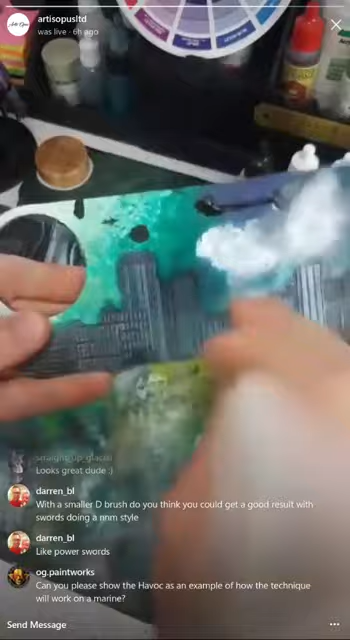 artisopusltd
was live · 6h ago
straight_up_glacial
Looks great dude :)
darren_bl
With a smaller D brush do you think you could get a good result with
swords doing a nnm style
darren_bl
Like power swords
og.paintworks
Can you please show the Havoc as an example of how the technique
will work on a marine?
Send Message